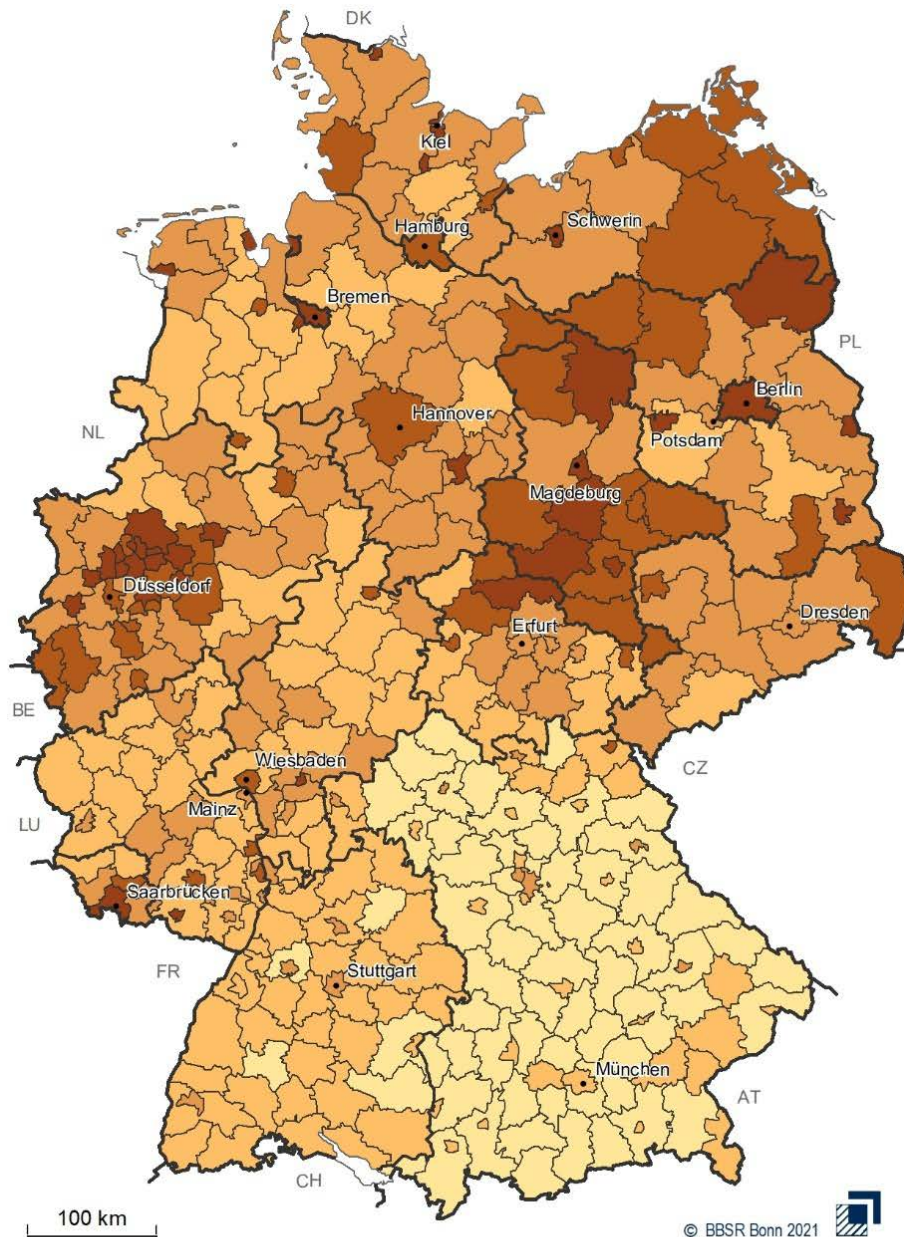 DK
Kiel
Hamburg
Schwerin
Bremen
PL
Berlin
Hannover
NL
Potsdam
Magdeburg
Düsseldorf
Dresden
Erfurt
BE
Wiesbaden
CZ
Mainz
LU
Saarbrücken
FR
Stuttgart
München
AT
CH
100 km
© BBSR Bonn 2021